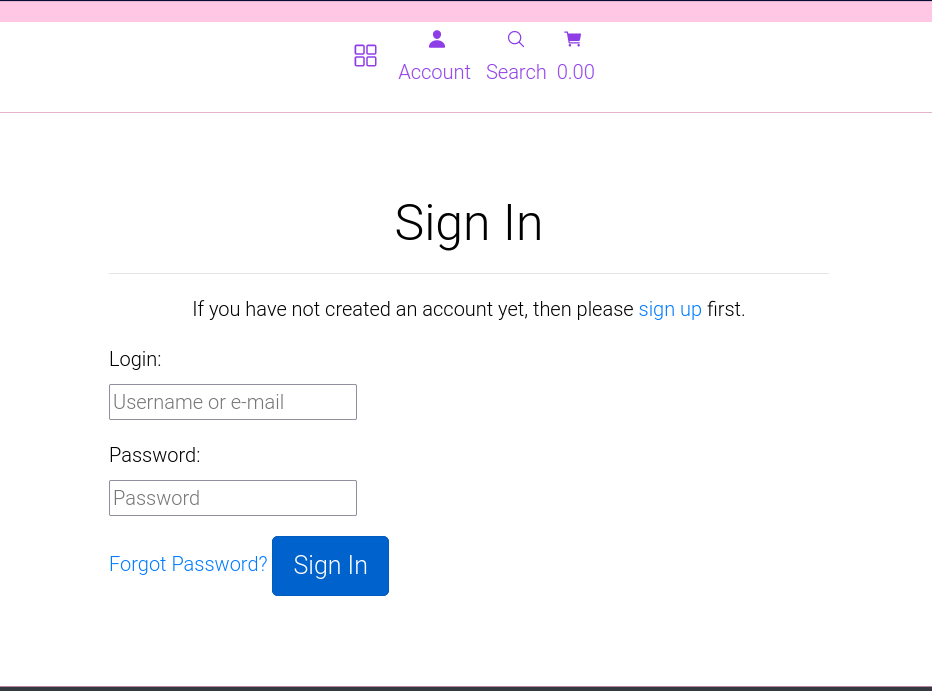 Account Search 0.00
Sign In
If you have not created an account yet, then please sign up first.
Login:
Username or e-mail
Password:
Password
Forgot Password? Sign In